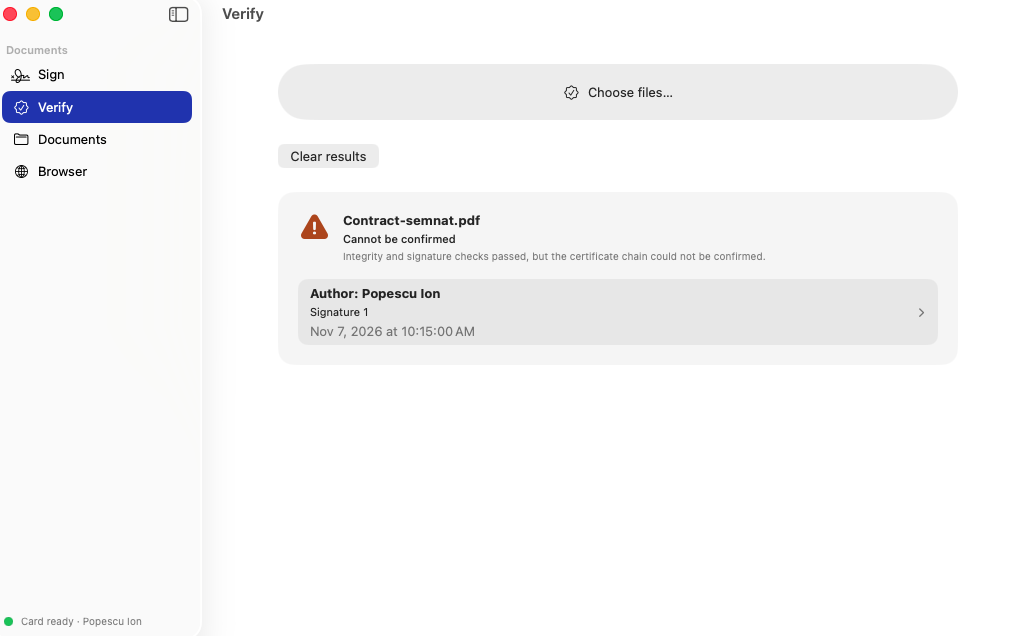 Verify
Documents
Sign
Verify
Documents
Browser
Choose files...
Clear results
Contract-semnat.pdf
Cannot be confirmed
Integrity and signature checks passed, but the certificate chain could not be confirmed.
Author: Popescu Ion
Signature 1
Nov 7, 2026 at 10:15:00 AM
Card ready · Popescu Ion